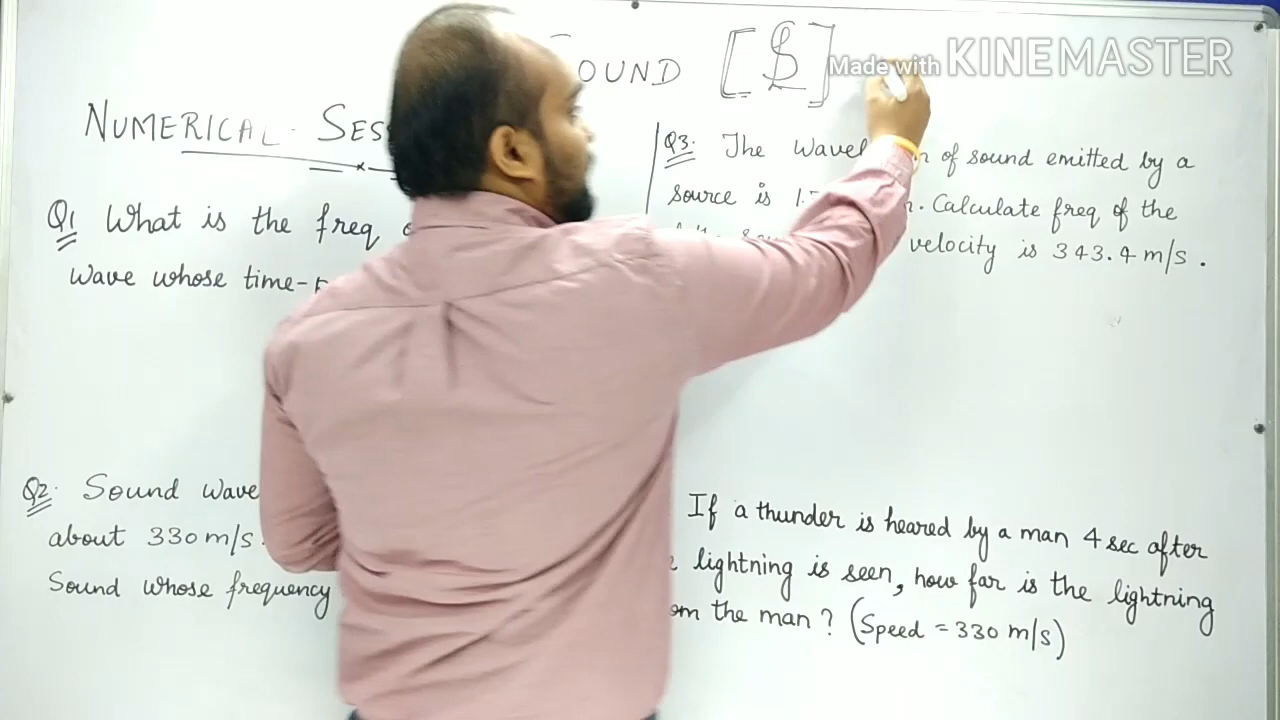 OUND [$]
Made with KINEMASTER
NUMERICAL SES
Q1 What is the freq
Wave whose time-
Q2. Sound wave
about 330 m/s.
Sound whose frequency
Q3. The wavel of sound emitted by a
source is 1. Calculate freq of the
velocity is 343.4 m/s.
If a thunder is heared by a man 4 sec after
lightning is seen, how far is the lightning
om the man? (Speed = 330 m/s)